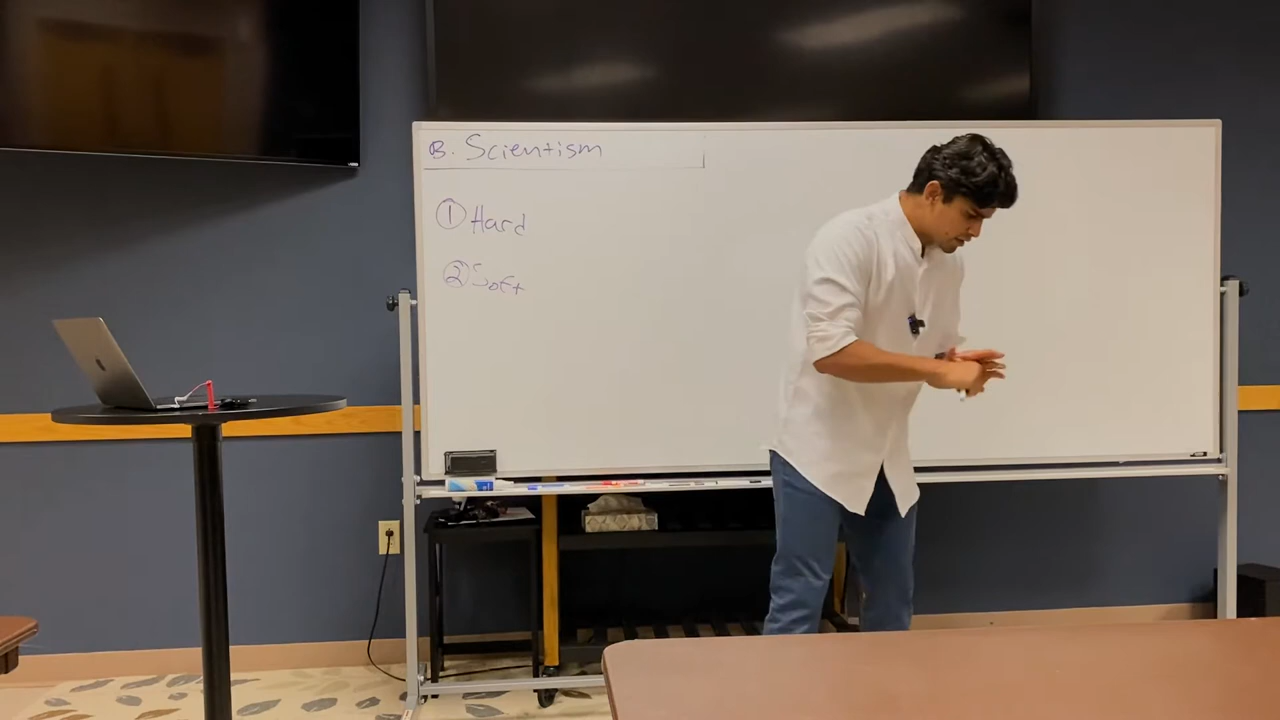 B. Scientism
① Hard
② Soft